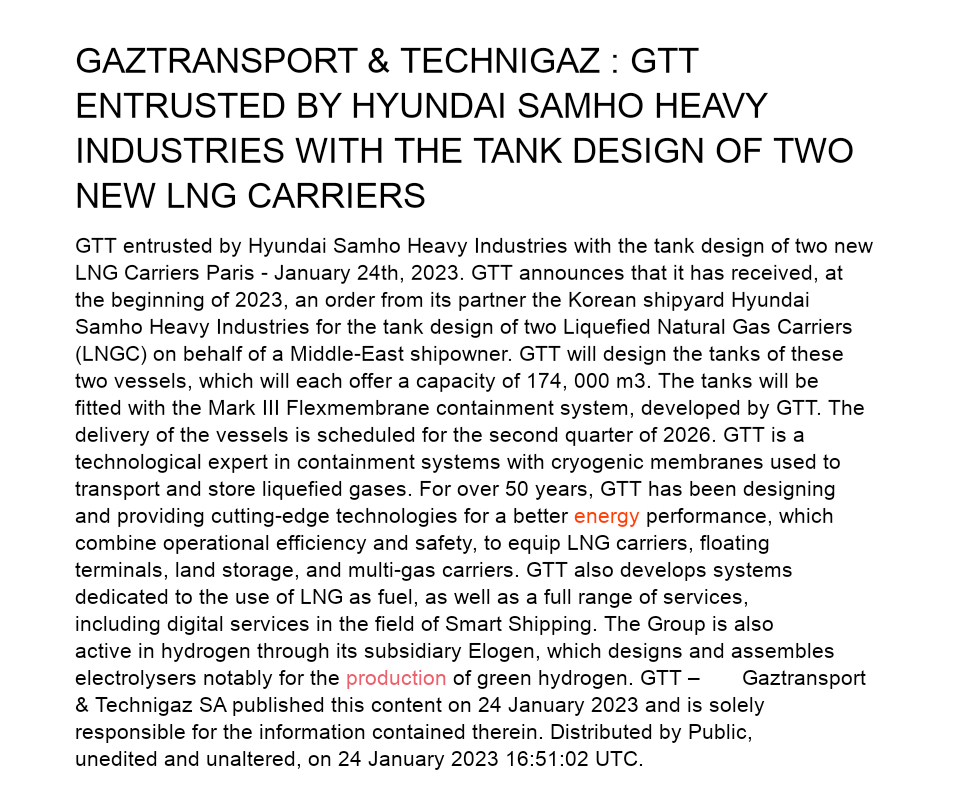 GAZTRANSPORT & TECHNIGAZ : GTT
ENTRUSTED BY HYUNDAI SAMHO HEAVY
INDUSTRIES WITH THE TANK DESIGN OF TWO
NEW LNG CARRIERS
GTT entrusted by Hyundai Samho Heavy Industries with the tank design of two new
LNG Carriers Paris - January 24th, 2023. GTT announces that it has received, at
the beginning of 2023, an order from its partner the Korean shipyard Hyundai
Samho Heavy Industries for the tank design of two Liquefied Natural Gas Carriers
(LNGC) on behalf of a Middle-East shipowner. GTT will design the tanks of these
two vessels, which will each offer a capacity of 174, 000 m3. The tanks will be
fitted with the Mark III Flexmembrane containment system, developed by GTT. The
delivery of the vessels is scheduled for the second quarter of 2026. GTT is a
technological expert in containment systems with cryogenic membranes used to
transport and store liquefied gases. For over 50 years, GTT has been designing
and providing cutting-edge technologies for a better energy performance, which
combine operational efficiency and safety, to equip LNG carriers, floating
terminals, land storage, and multi-gas carriers. GTT also develops systems
dedicated to the use of LNG as fuel, as well as a full range of services,
including digital services in the field of Smart Shipping. The Group is also
active in hydrogen through its subsidiary Elogen, which designs and assembles
electrolysers notably for the production of green hydrogen. GTT – Gaztransport
& Technigaz SA published this content on 24 January 2023 and is solely
responsible for the information contained therein. Distributed by Public,
unedited and unaltered, on 24 January 2023 16:51:02 UTC.